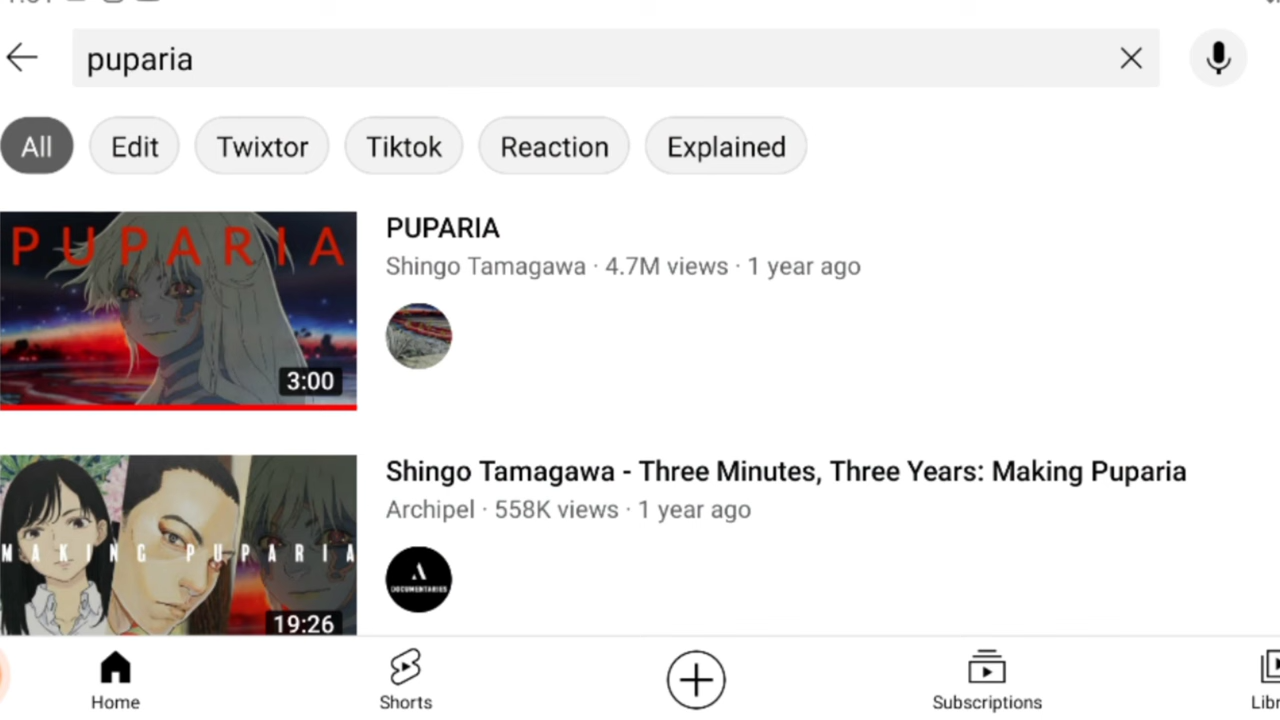 puparia
All Edit Twixtor Tiktok Reaction Explained
PUPARIA
3:00
PUPARIA
Shingo Tamagawa · 4.7M views · 1 year ago
MAKING PUPARIA
19:26
Shingo Tamagawa - Three Minutes, Three Years: Making Puparia
Archipel · 558K views · 1 year ago
A
DOCUMENTARIES
Home Shorts Subscriptions Libr